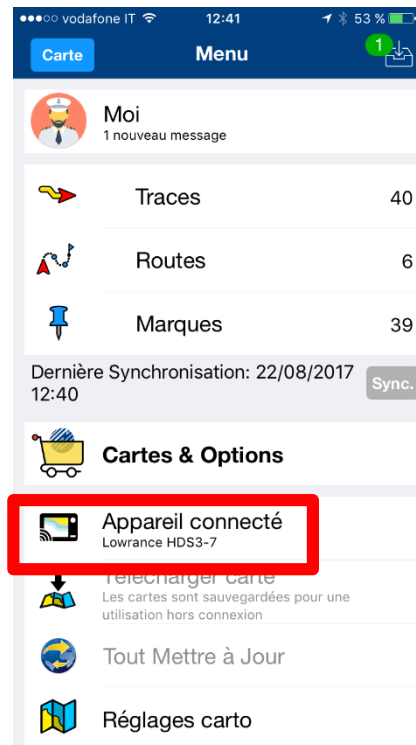 vodafone IT 12:41 53 %
Carte Menu 1
Moi
1 nouveau message
Traces 40
Routes 6
Marques 39
Dernière Synchronisation: 22/08/2017
12:40
Sync.
Cartes & Options
Appareil connecté
Lowrance HDS3-7
Télécharger carte
Les cartes sont sauvegardées pour une
utilisation hors connexion
Tout Mettre à Jour
Réglages carto